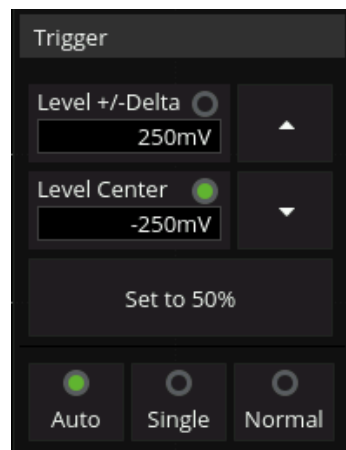 Trigger
Level +/-Delta
250mV
Level Center
-250mV
Set to 50%
Auto Single Normal